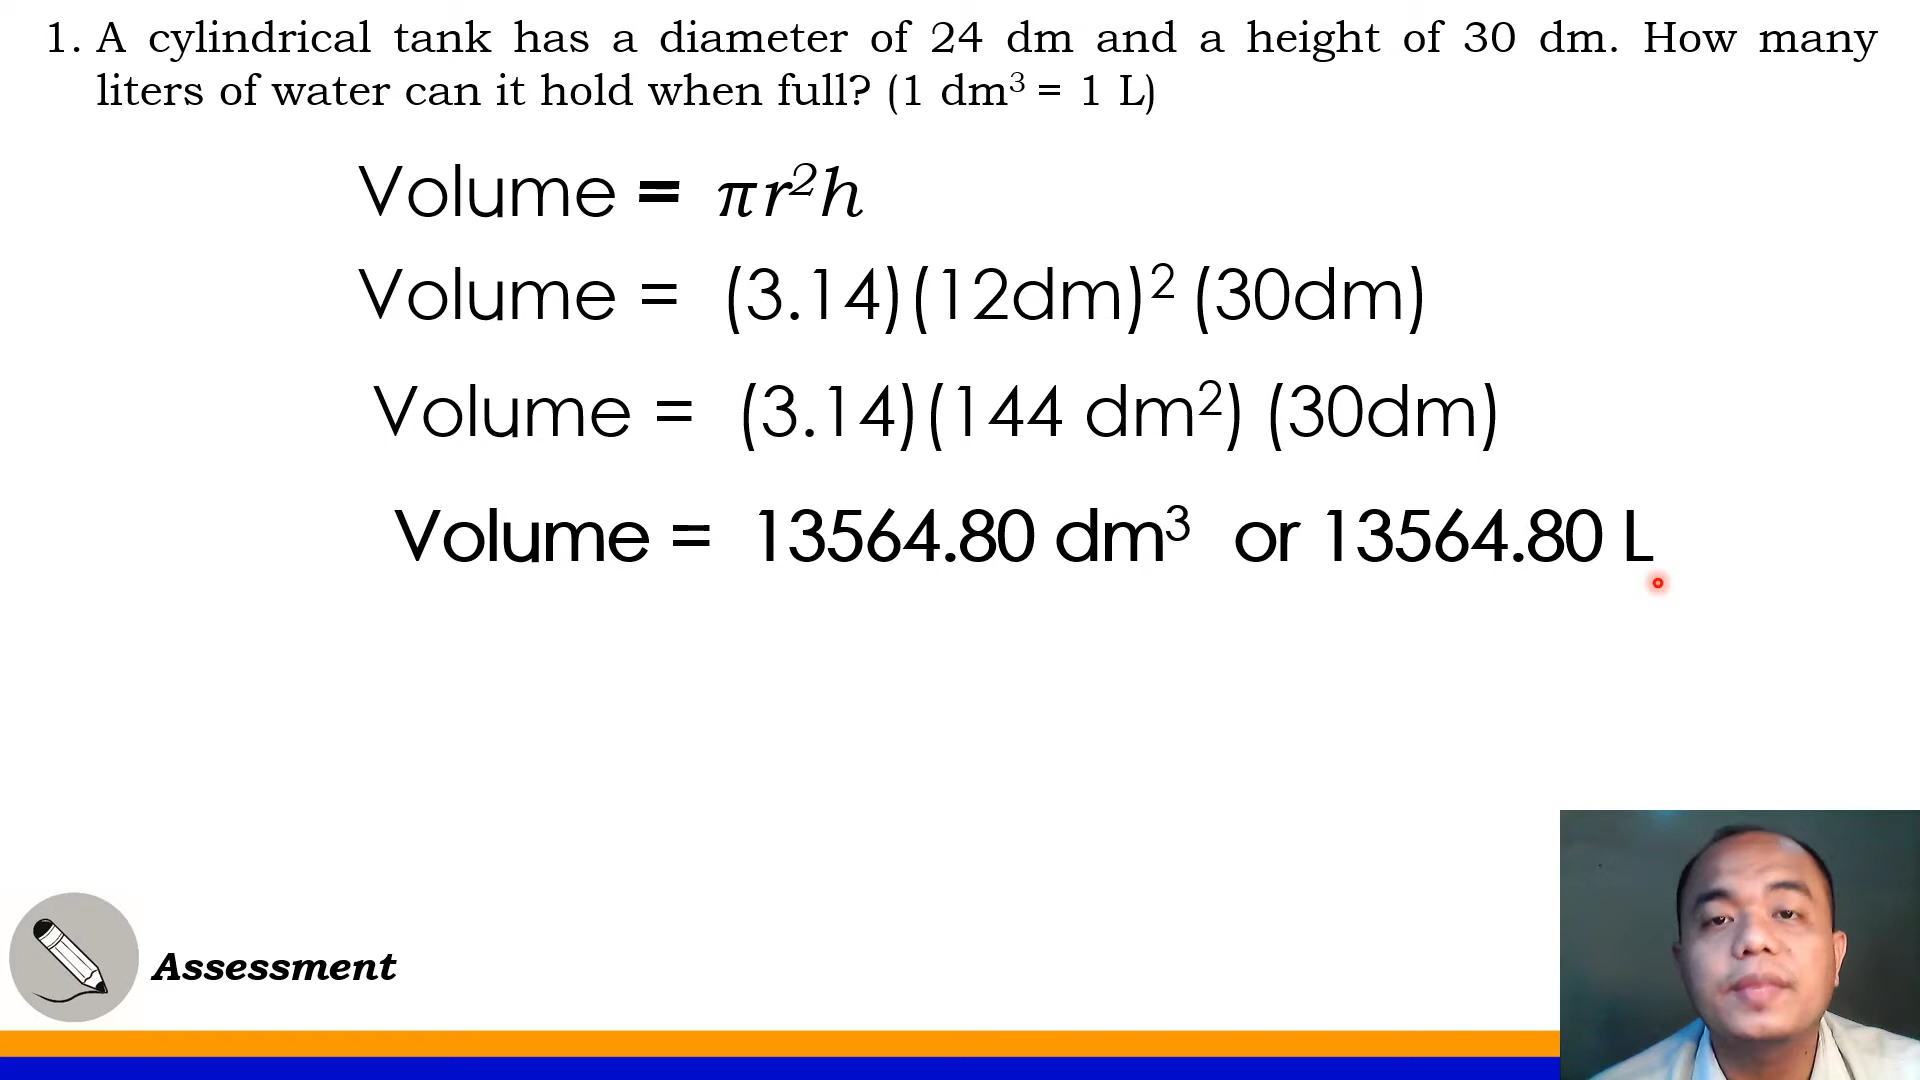 1. A cylindrical tank has a diameter of 24 dm and a height of 30 dm. How many
liters of water can it hold when full? (1 dm³ = 1 L)
Volume = πr²h
Volume = (3.14)(12dm)² (30dm)
Volume = (3.14)(144 dm²) (30dm)
Volume = 13564.80 dm³ or 13564.80 L
Assessment